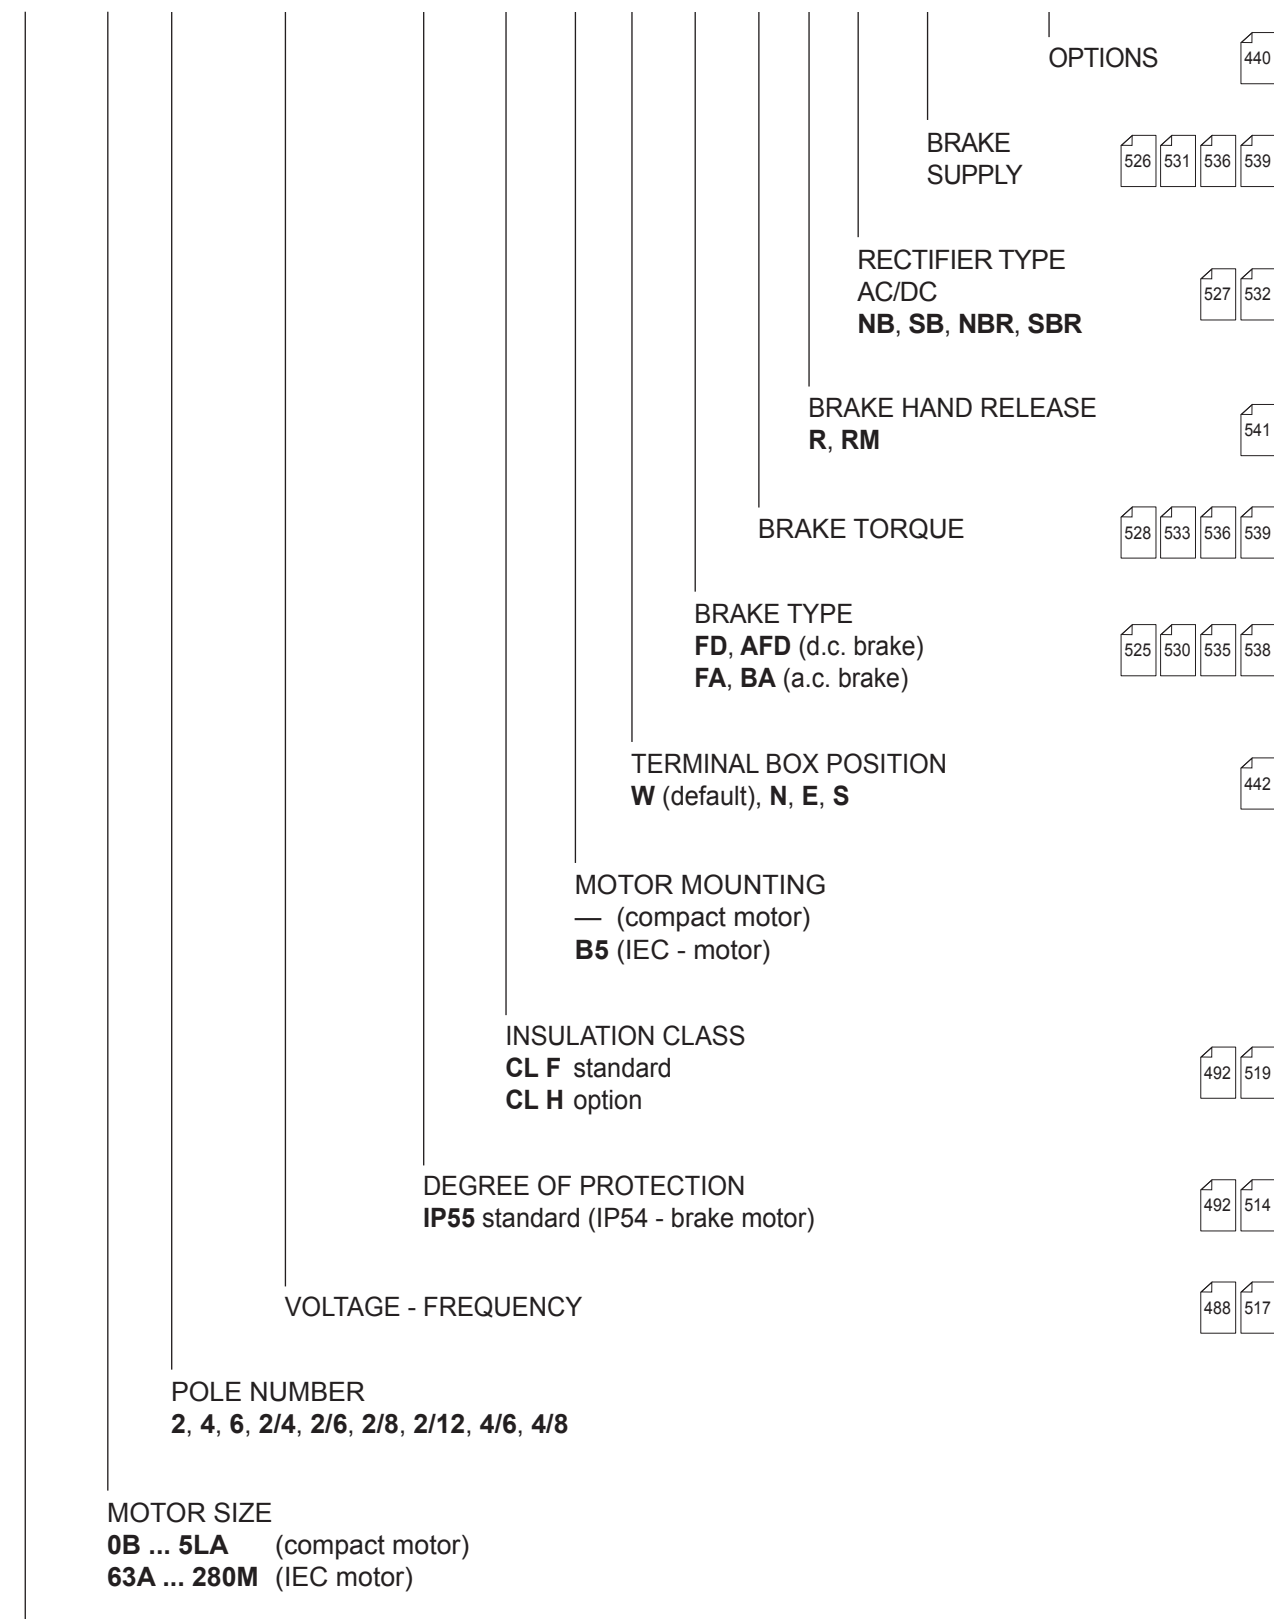 OPTIONS 440
BRAKE
SUPPLY 526 531 536 539
RECTIFIER TYPE
AC/DC 527 532
NB, SB, NBR, SBR
BRAKE HAND RELEASE
R, RM 541
BRAKE TORQUE 528 533 536 539
BRAKE TYPE
FD, AFD (d.c. brake) 525 530 535 538
FA, BA (a.c. brake)
TERMINAL BOX POSITION
W (default), N, E, S 442
MOTOR MOUNTING
— (compact motor)
B5 (IEC - motor)
INSULATION CLASS
CL F standard 492 519
CL H option
DEGREE OF PROTECTION
IP55 standard (IP54 - brake motor) 492 514
VOLTAGE - FREQUENCY 488 517
POLE NUMBER
2, 4, 6, 2/4, 2/6, 2/8, 2/12, 4/6, 4/8
MOTOR SIZE
0B ... 5LA (compact motor)
63A ... 280M (IEC motor)